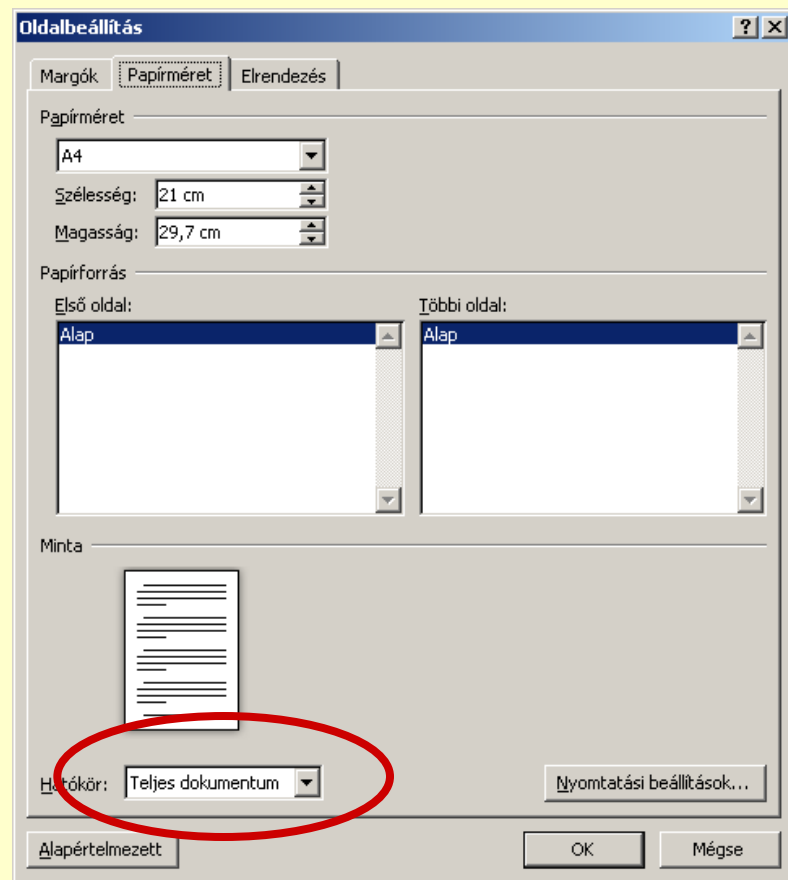 Oldalbeállítás
Margók Papírméret Elrendezés
Papírméret
A4
Szélesség: 21 cm
Magasság: 29,7 cm
Papírforrás
Első oldal: Többi oldal:
Alap Alap
Minta
Hatókör: Teljes dokumentum Nyomtatási beállítások...
Alapértelmezett OK Mégse